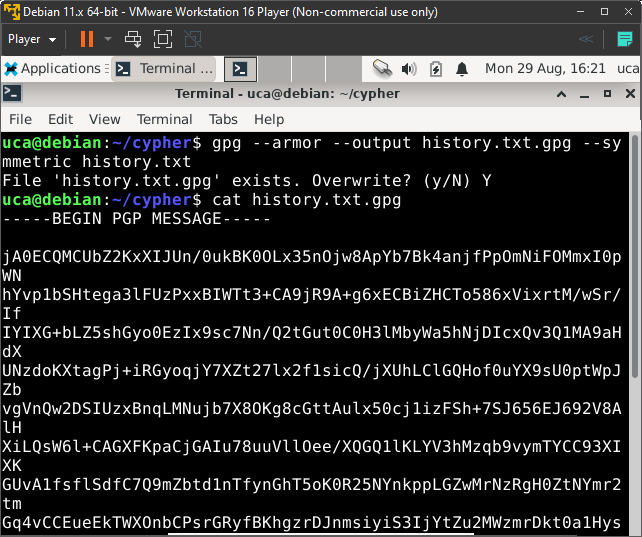 Debian 11.x 64-bit - VMware Workstation 16 Player (Non-commercial use only)
Player
Applications Terminal ... Mon 29 Aug, 16:21 uca
Terminal - uca@debian: ~/cypher
File Edit View Terminal Tabs Help
uca@debian:~/cypher$ gpg --armor --output history.txt.gpg --sy
mmetric history.txt
File 'history.txt.gpg' exists. Overwrite? (y/N) Y
uca@debian:~/cypher$ cat history.txt.gpg
-----BEGIN PGP MESSAGE-----
jA0ECQMCUbZ2KxXIJUn/0ukBK0OLx35nOjw8ApYb7Bk4anjfPpOmNiFOMmxI0p
WN
hYvp1bSHtega3lFUzPxxBIWTt3+CA9jR9A+g6xECBiZHCTo586xVixrtM/wSr/
If
IYIXG+bLZ5shGyo0EzIx9sc7Nn/Q2tGut0C0H3lMbyWa5hNjDIcxQv3Q1MA9aH
dX
UNzdoKXtagPj+iRGyoqjY7XZt27lx2f1sicQ/jXUhLClGQHof0uYX9sU0ptWpJ
Zb
vgVnQw2DSIUzxBnqLMNujb7X8OKg8cGttAulx50cj1izFSh+7SJ656EJ692V8A
lH
XiLQsW6l+CAGXFKpaCjGAIu78uuVllOee/XQGQ1lKLYV3hMzqb9vymTYCC93XI
XK
GUvA1fsflSdfC7Q9mZbtd1nTfynGhT5oK0R25NYnkppLGZwMrNzRgH0ZtNYmr2
tm
Gq4vCCEueEkTWXOnbCPsrGRyfBKhgzrDJnmsiyiS3IjYtZu2MWzmrDkt0a1Hys